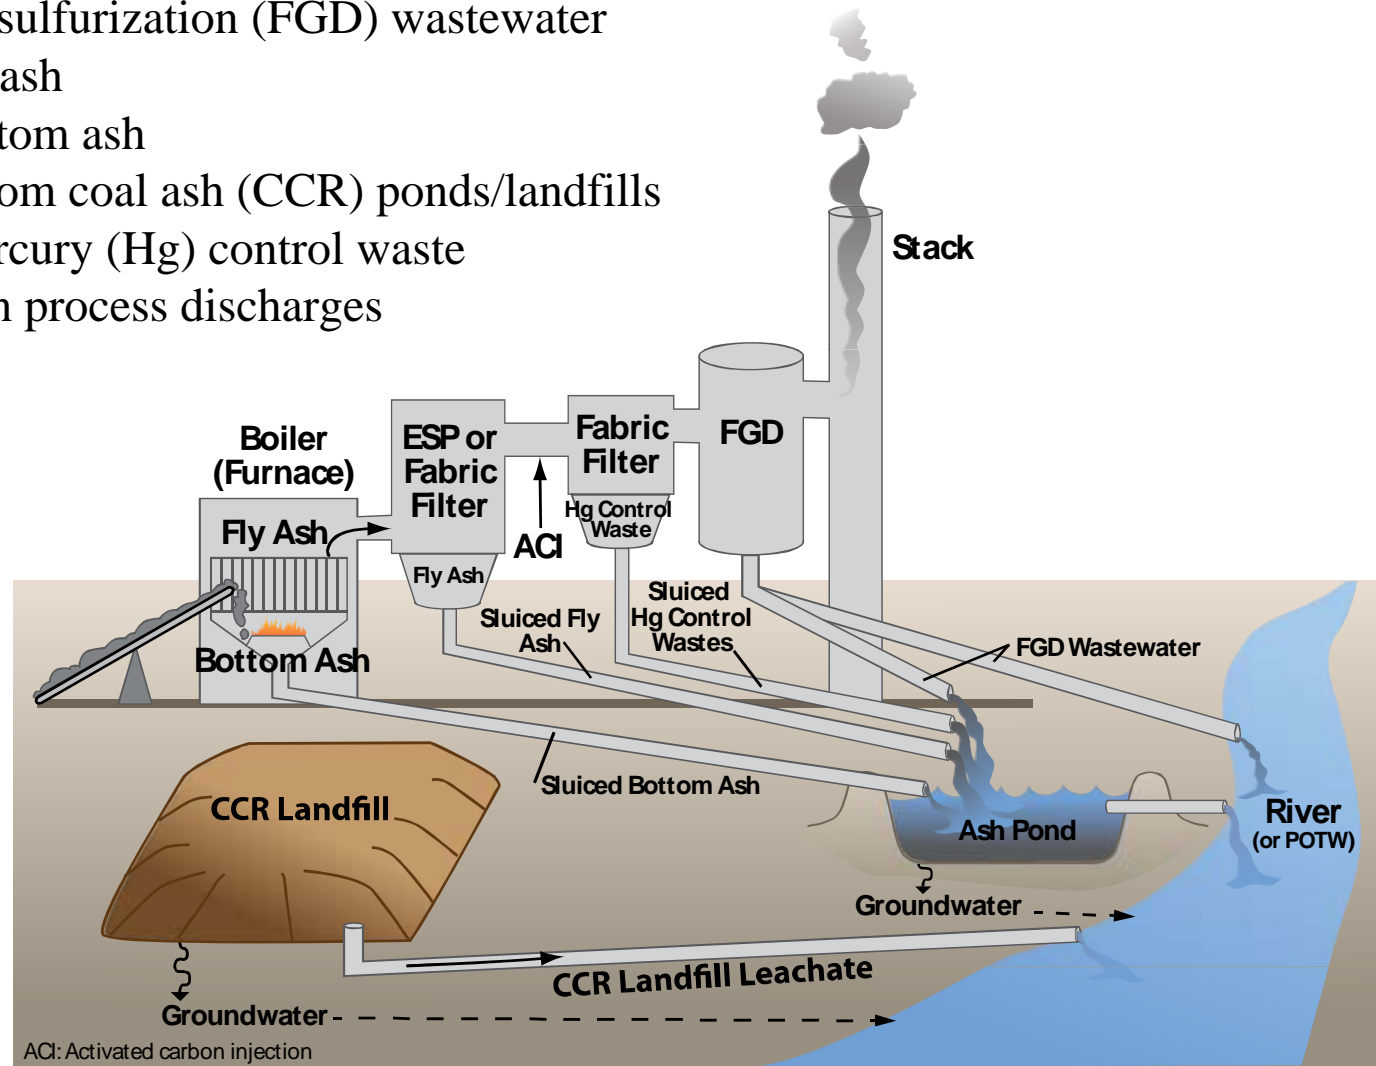 sulfurization (FGD) wastewater
ash
tom ash
om coal ash (CCR) ponds/landfills
rcury (Hg) control waste
n process discharges
Stack
Boiler
(Furnace)
ESP or
Fabric
Filter
Fabric
Filter
FGD
Fly Ash
Hg Control
Waste
ACI
Fly Ash
Sluiced Fly
Ash
Sluiced
Hg Control
Wastes
FGD Wastewater
Bottom Ash
Sluiced Bottom Ash
CCR Landfill
Ash Pond
River
(or POTW)
Groundwater
CCR Landfill Leachate
Groundwater
ACI: Activated carbon injection